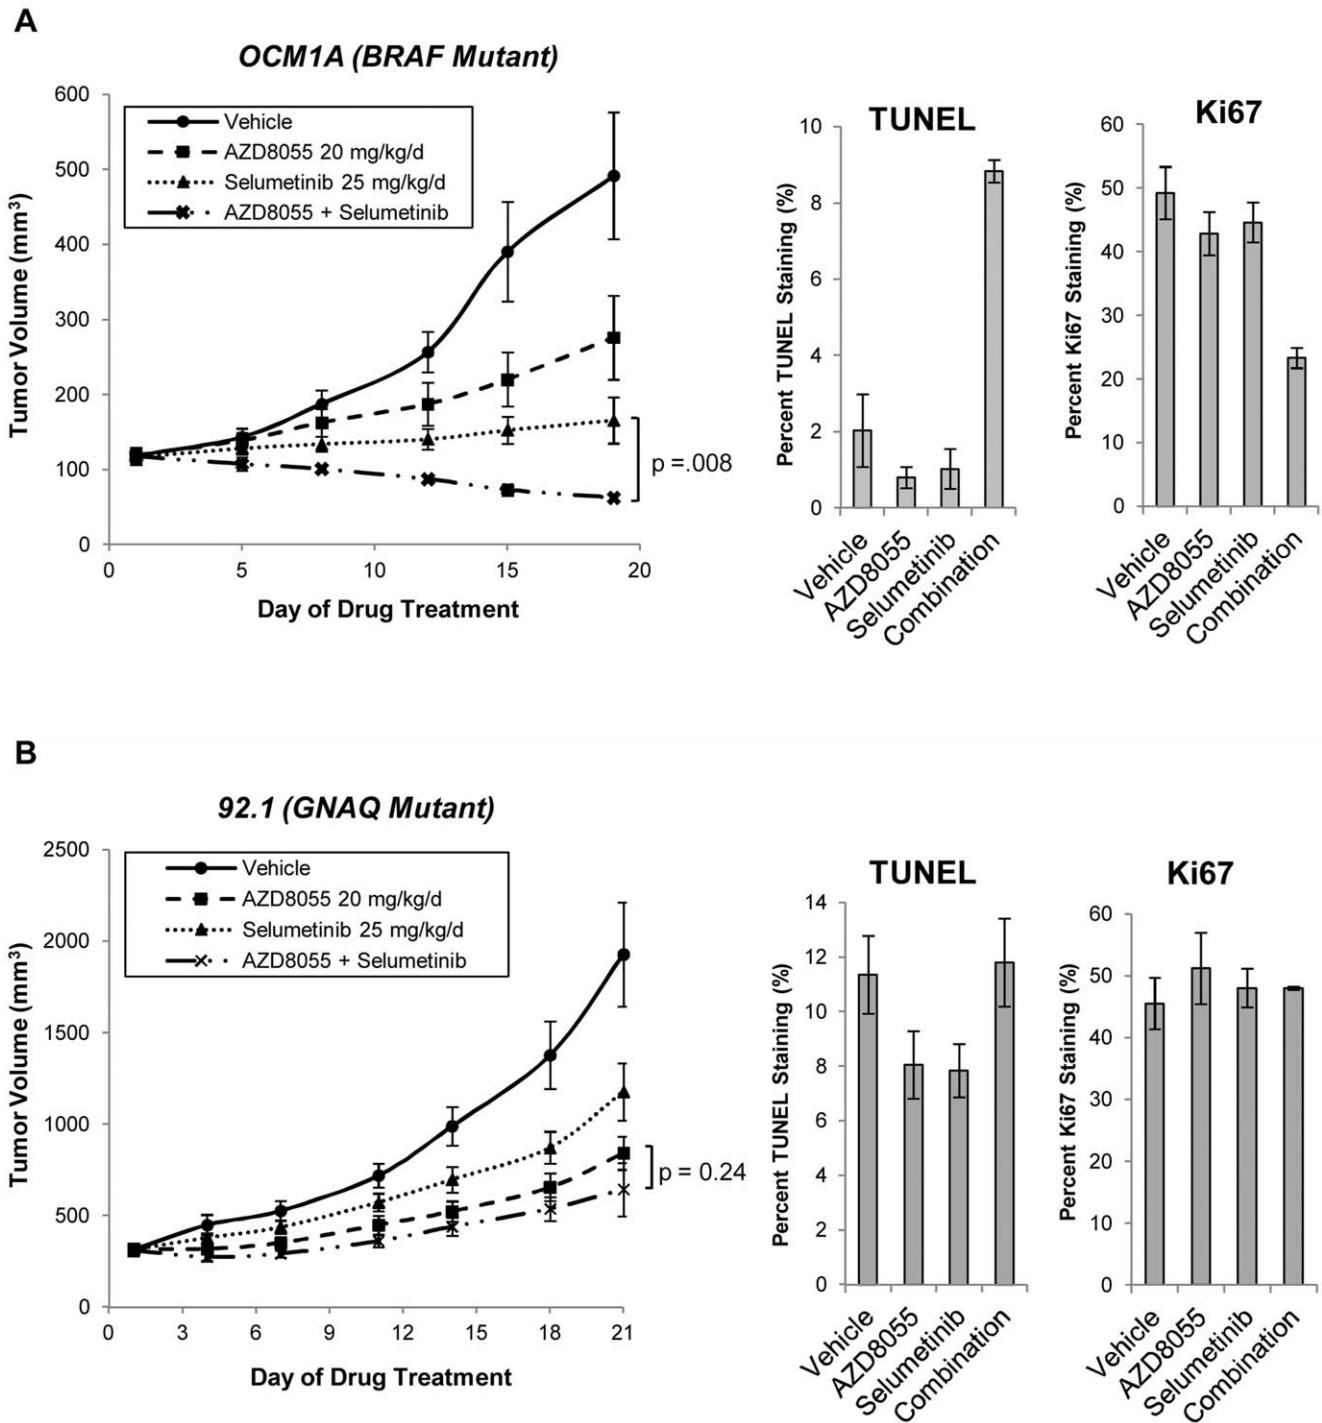 A
OCM1A (BRAF Mutant)
600
500
400
300
200
100
0
Tumor Volume (mm³)
Vehicle
AZD8055 20 mg/kg/d
Selumetinib 25 mg/kg/d
AZD8055 + Selumetinib
p =.008
0 5 10 15 20
Day of Drug Treatment
TUNEL
10
8
6
4
2
0
Percent TUNEL Staining (%)
Vehicle
AZD8055
Selumetinib
Combination
Ki67
60
50
40
30
20
10
0
Percent Ki67 Staining (%)
Vehicle
AZD8055
Selumetinib
Combination
B
92.1 (GNAQ Mutant)
2500
2000
1500
1000
500
0
Tumor Volume (mm³)
Vehicle
AZD8055 20 mg/kg/d
Selumetinib 25 mg/kg/d
AZD8055 + Selumetinib
p = 0.24
0 3 6 9 12 15 18 21
Day of Drug Treatment
TUNEL
14
12
10
8
6
4
2
0
Percent TUNEL Staining (%)
Vehicle
AZD8055
Selumetinib
Combination
Ki67
60
50
40
30
20
10
0
Percent Ki67 Staining (%)
Vehicle
AZD8055
Selumetinib
Combination